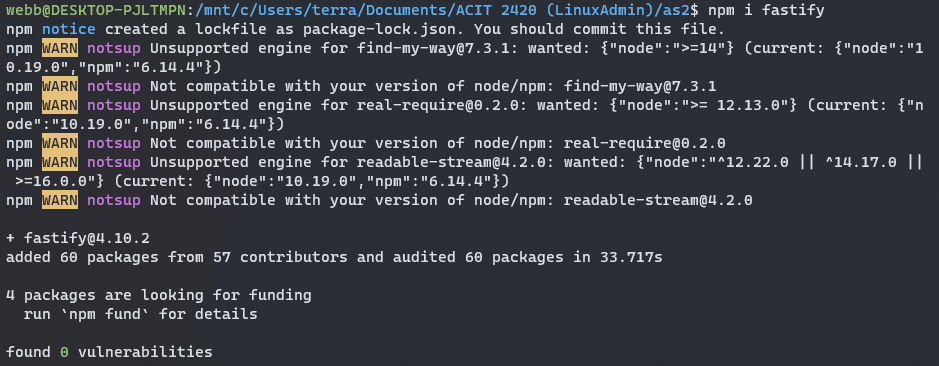 webb@DESKTOP-PJLTMPN:/mnt/c/Users/terra/Documents/ACIT 2420 (LinuxAdmin)/as2$ npm i fastify
npm notice created a lockfile as package-lock.json. You should commit this file.
npm WARN notsup Unsupported engine for find-my-way@7.3.1: wanted: {"node":">=14"} (current: {"node":"1
0.19.0","npm":"6.14.4"})
npm WARN notsup Not compatible with your version of node/npm: find-my-way@7.3.1
npm WARN notsup Unsupported engine for real-require@0.2.0: wanted: {"node":">= 12.13.0"} (current: {"n
ode":"10.19.0","npm":"6.14.4"})
npm WARN notsup Not compatible with your version of node/npm: real-require@0.2.0
npm WARN notsup Unsupported engine for readable-stream@4.2.0: wanted: {"node":"^12.22.0 || ^14.17.0 ||
 >=16.0.0"} (current: {"node":"10.19.0","npm":"6.14.4"})
npm WARN notsup Not compatible with your version of node/npm: readable-stream@4.2.0
+ fastify@4.10.2
added 60 packages from 57 contributors and audited 60 packages in 33.717s
4 packages are looking for funding
  run `npm fund` for details
found 0 vulnerabilities